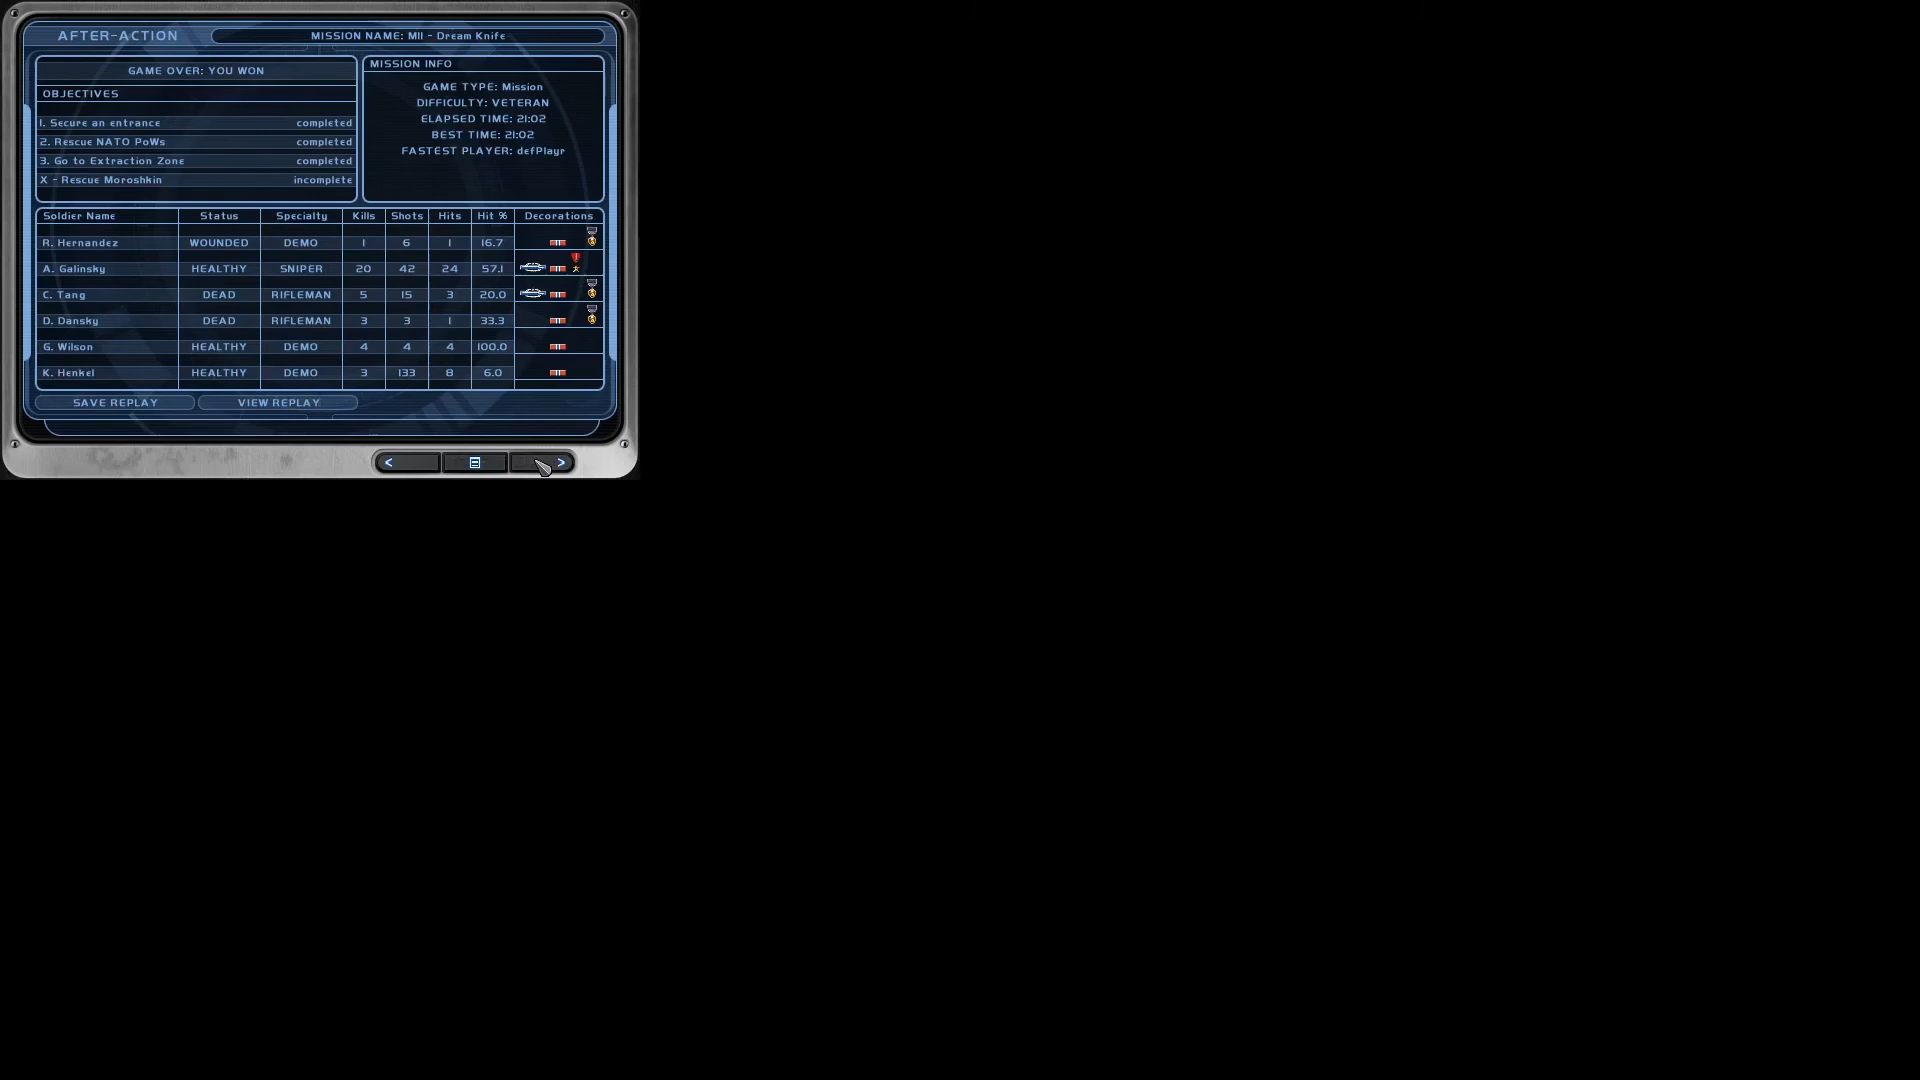 AFTER-ACTION
MISSION NAME: M11 - Dream Knife
GAME OVER: YOU WON
OBJECTIVES
1. Secure an entrance completed
2. Rescue NATO PoWs completed
3. Go to Extraction Zone completed
X - Rescue Moroshkin incomplete
MISSION INFO
GAME TYPE: Mission
DIFFICULTY: VETERAN
ELAPSED TIME: 21:02
BEST TIME: 21:02
FASTEST PLAYER: defPlayr
Soldier Name Status Specialty Kills Shots Hits Hit % Decorations
R. Hernandez WOUNDED DEMO 1 6 1 16.7
A. Galinsky HEALTHY SNIPER 20 42 24 57.1
C. Tang DEAD RIFLEMAN 5 15 3 20.0
D. Dansky DEAD RIFLEMAN 3 3 1 33.3
G. Wilson HEALTHY DEMO 4 4 4 100.0
K. Henkel HEALTHY DEMO 3 133 8 6.0
SAVE REPLAY VIEW REPLAY
< >